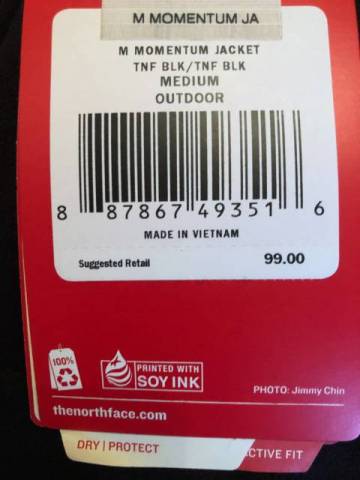 M MOMENTUM JA
M MOMENTUM JACKET
TNF BLK/TNF BLK
MEDIUM
OUTDOOR
8 87867 49351 6
MADE IN VIETNAM
Suggested Retail 99.00
100%
PRINTED WITH
SOY INK
PHOTO: Jimmy Chin
thenorthface.com
DRY | PROTECT
CTIVE FIT